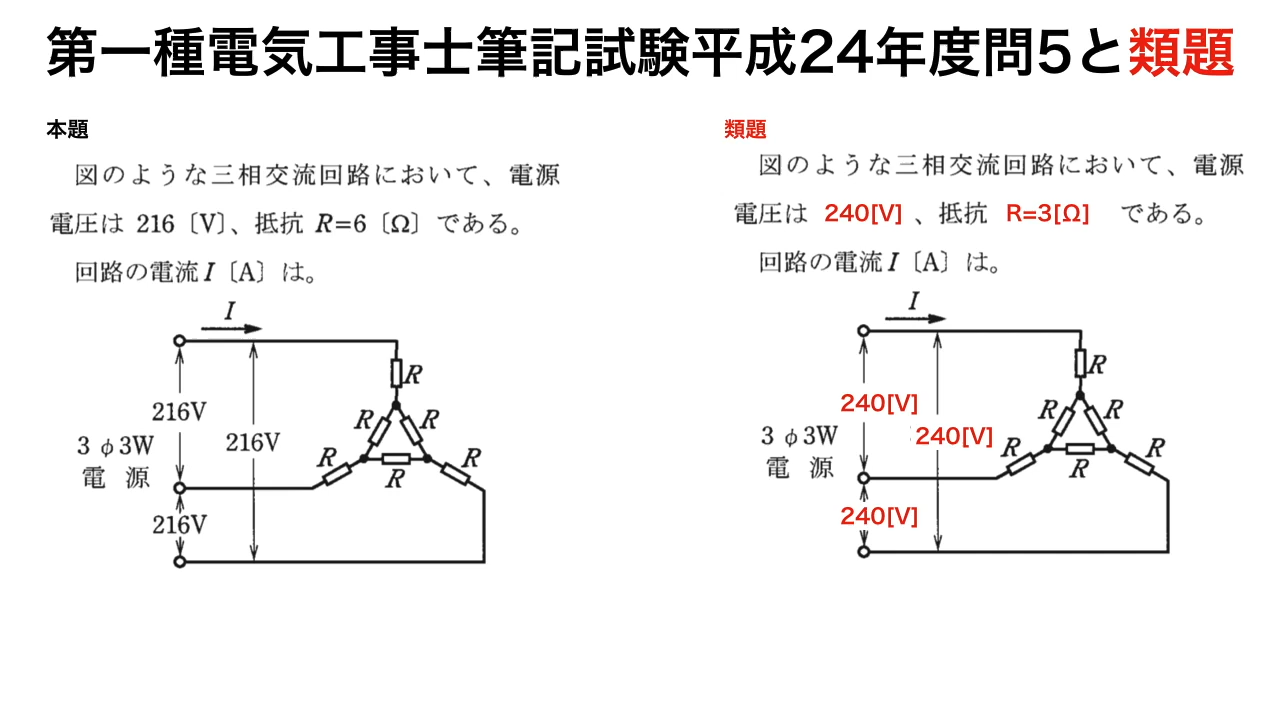 第一種電気工事士筆記試験平成24年度問5と類題
本題
図のような三相交流回路において、電源
電圧は 216〔V〕、抵抗 R=6〔Ω〕である。
回路の電流 I〔A〕は。
I
R
216V
R
R
3φ3W
電源
216V
R
R
R
216V
類題
図のような三相交流回路において、電源
電圧は 240[V] 、抵抗 R=3[Ω] である。
回路の電流 I〔A〕は。
I
R
240[V]
R
R
3φ3W
電源
240[V]
R
R
R
240[V]